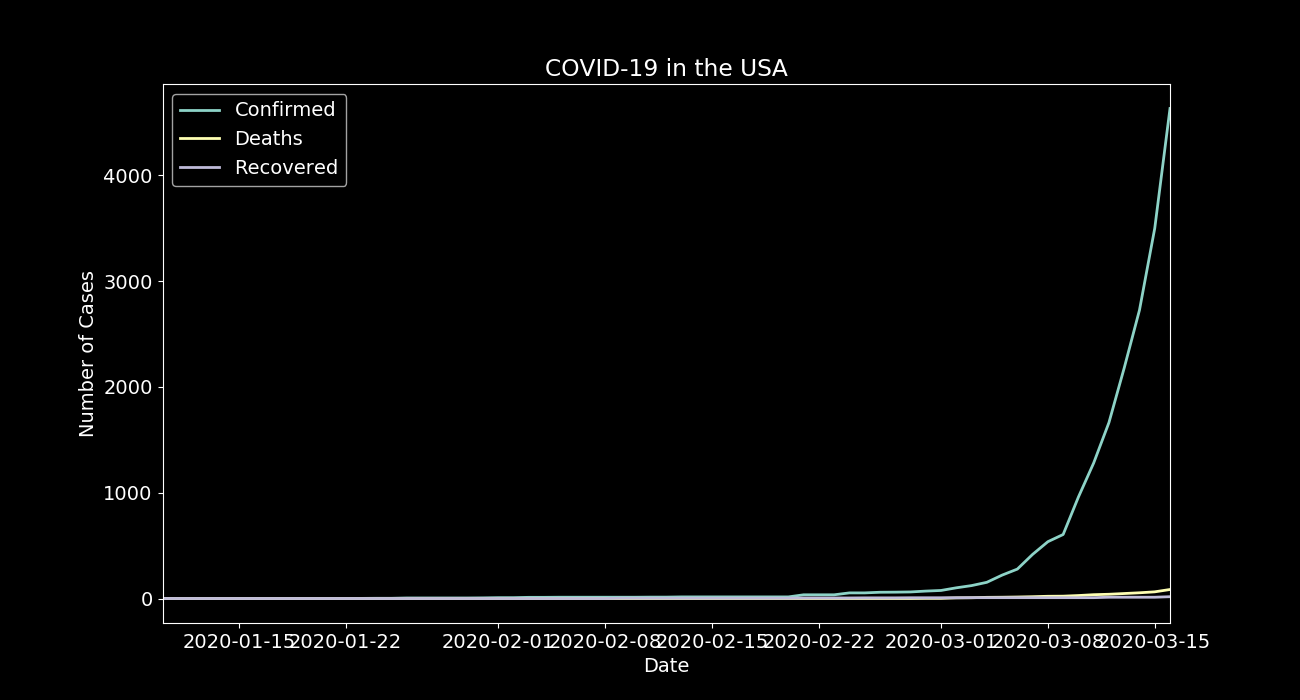 COVID-19 in the USA
Confirmed
Deaths
Recovered
4000
3000
2000
1000
0
Number of Cases
2020-01-15
2020-01-22
2020-02-01
2020-02-08
2020-02-15
2020-02-22
2020-03-01
2020-03-08
2020-03-15
Date